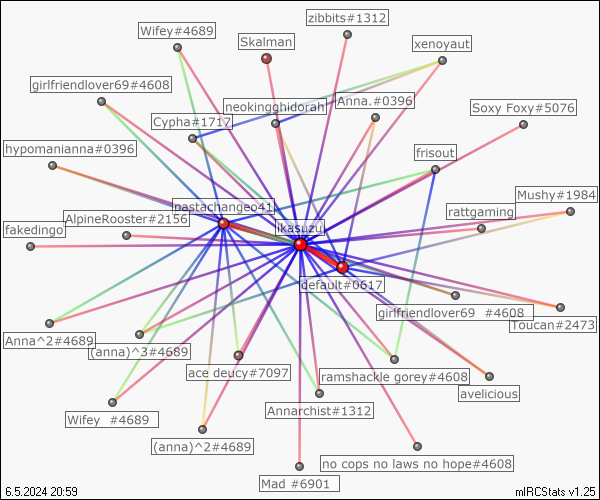 zibbits#1312
Wifey#4689
Skalman
xenoyaut
girlfriendlover69#4608
neokingghidorah
Anna.#0396
Soxy Foxy#5076
Cypha#1717
hypomanianna#0396
frisout
Mushy#1984
pastachangeo41
AlpineRooster#2156
rattgaming
fakedingo
ikasuzu
default#0617
girlfriendlover69 #4608
Toucan#2473
Anna^2#4689
(anna)^3#4689
ace deucy#7097
ramshackle gorey#4608
avelicious
Annarchist#1312
Wifey #4689
(anna)^2#4689
no cops no laws no hope#4608
Mad #6901
6.5.2024 20:59
mIRCStats v1.25